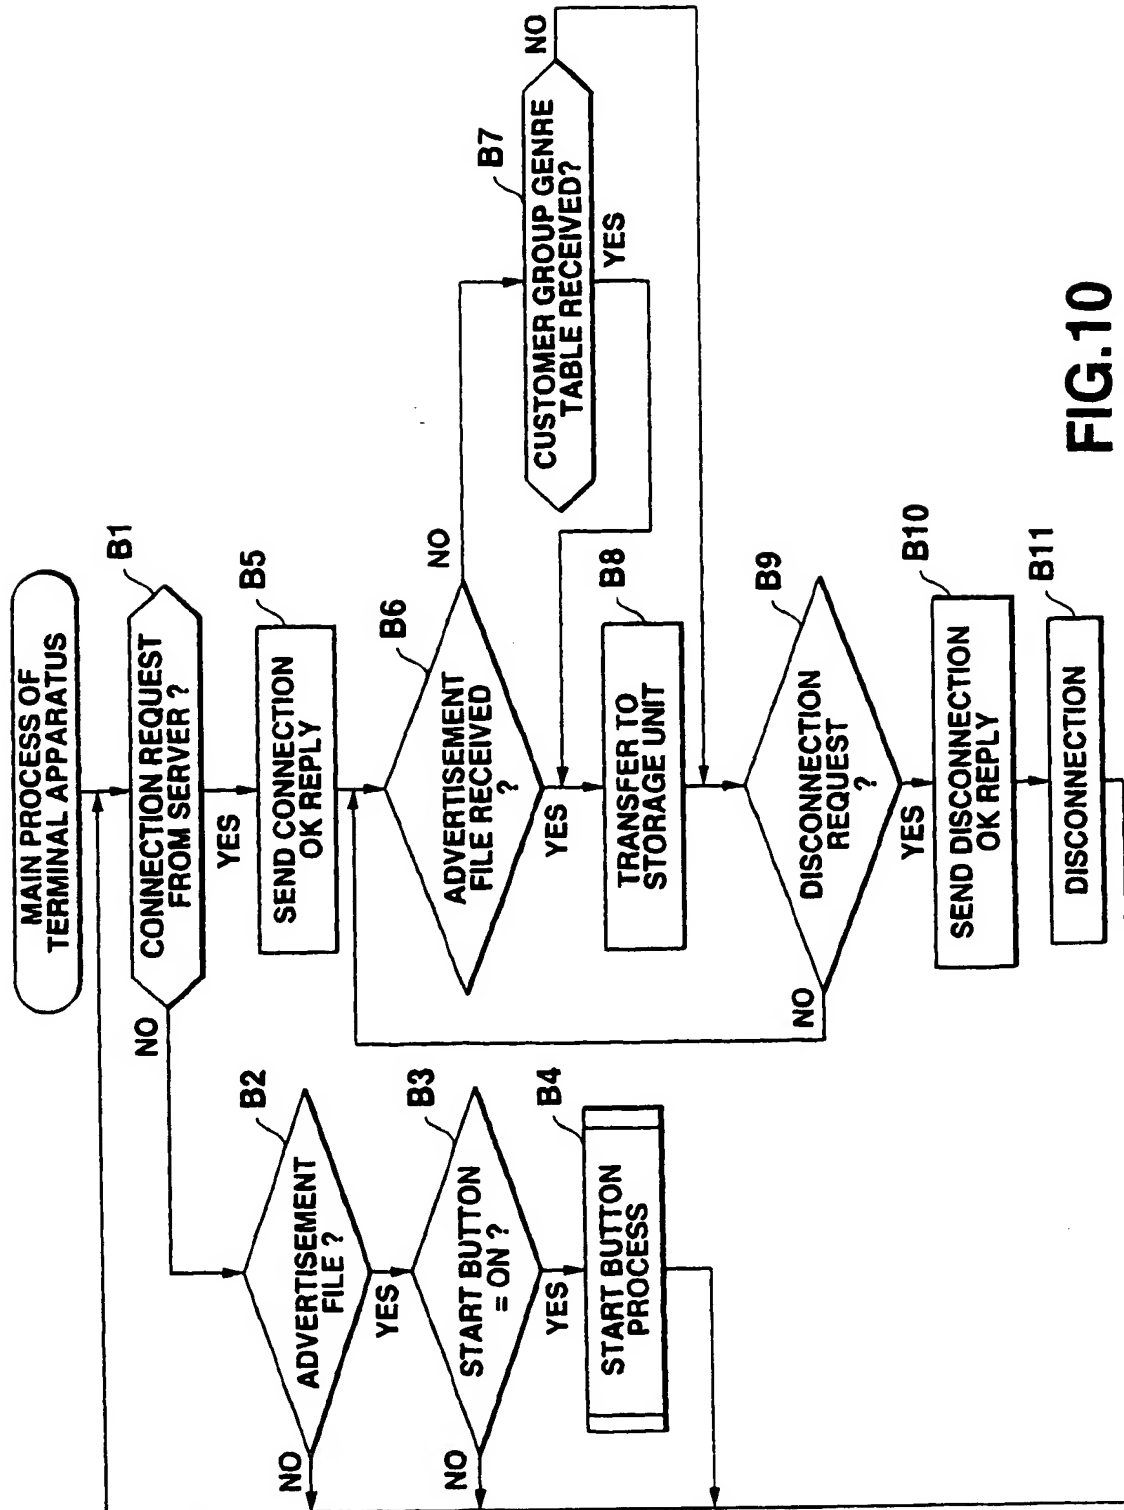 MAIN PROCESS OF
TERMINAL APPARATUS
B1
CONNECTION REQUEST
FROM SERVER ?
NO
YES
B2
ADVERTISEMENT
FILE ?
NO
YES
B3
START BUTTON
= ON ?
NO
YES
B4
START BUTTON
PROCESS
B5
SEND CONNECTION
OK REPLY
B6
ADVERTISEMENT
FILE RECEIVED
?
NO
YES
B7
CUSTOMER GROUP GENRE
TABLE RECEIVED?
NO
YES
B8
TRANSFER TO
STORAGE UNIT
B9
DISCONNECTION
REQUEST
?
NO
YES
B10
SEND DISCONNECTION
OK REPLY
B11
DISCONNECTION
FIG.10